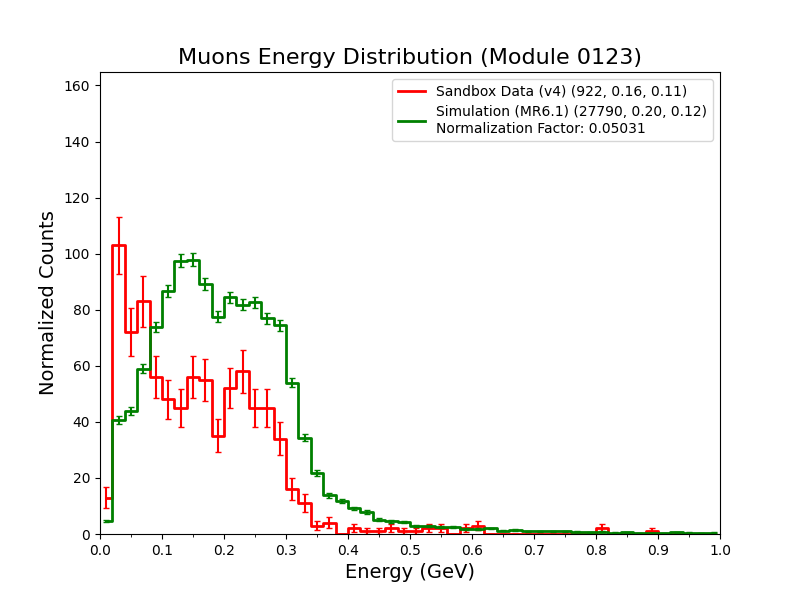 Muons Energy Distribution (Module 0123)
Sandbox Data (v4) (922, 0.16, 0.11)
Simulation (MR6.1) (27790, 0.20, 0.12)
Normalization Factor: 0.05031
Normalized Counts
160
140
120
100
80
60
40
20
0
0.0 0.1 0.2 0.3 0.4 0.5 0.6 0.7 0.8 0.9 1.0
Energy (GeV)